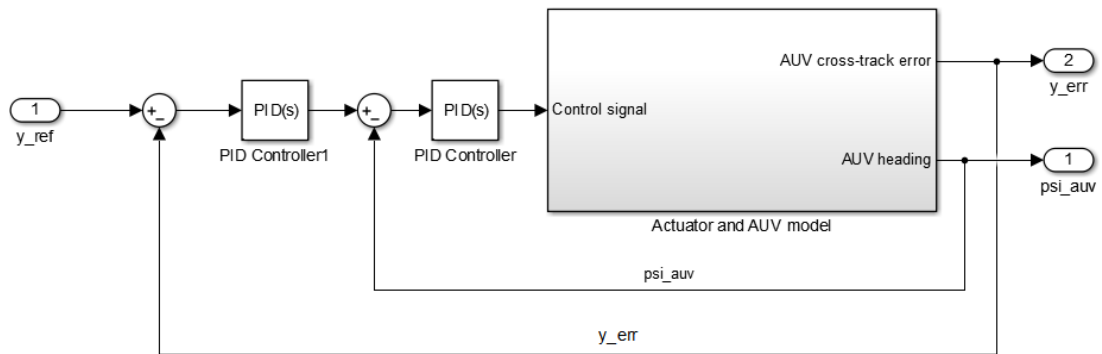 1
y_ref
+
−
PID(s)
PID Controller1
+
−
PID(s)
PID Controller
Control signal
AUV cross-track error
AUV heading
Actuator and AUV model
2
y_err
1
psi_auv
psi_auv
y_err